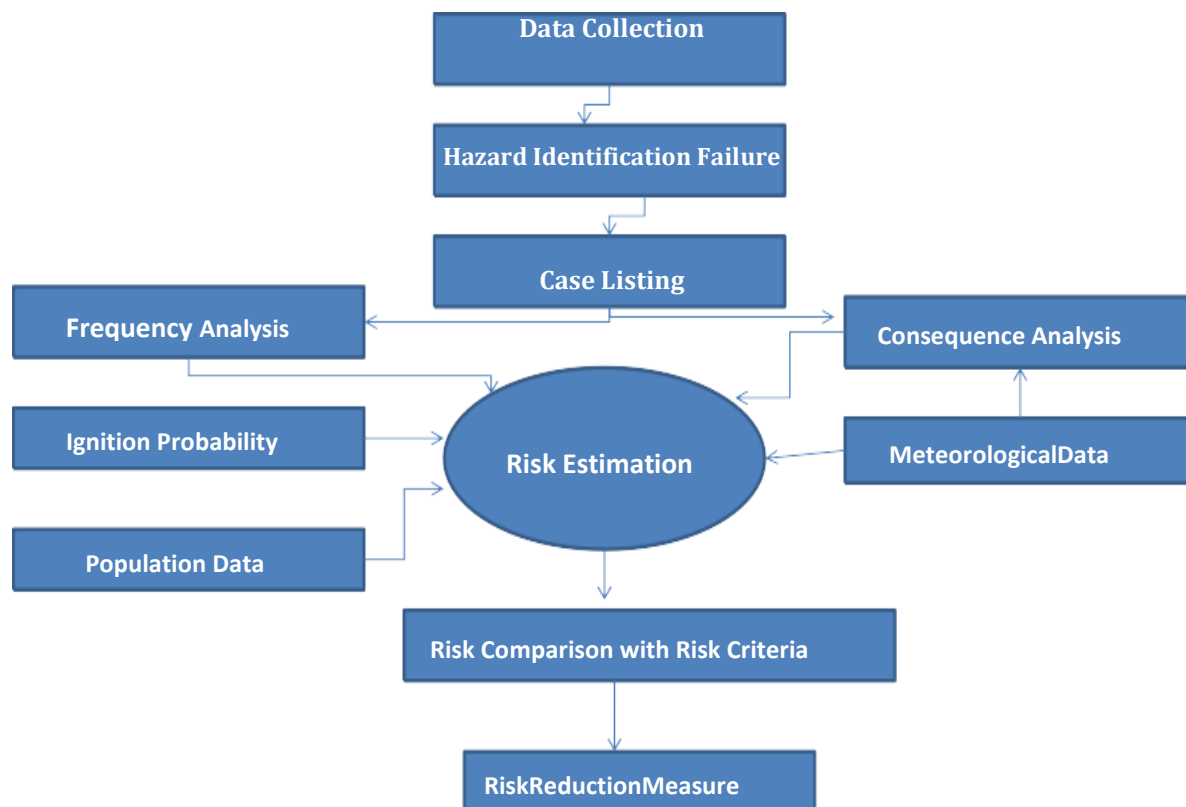 Data Collection
Hazard Identification Failure
Case Listing
Frequency Analysis
Consequence Analysis
Ignition Probability
Risk Estimation
MeteorologicalData
Population Data
Risk Comparison with Risk Criteria
RiskReductionMeasure